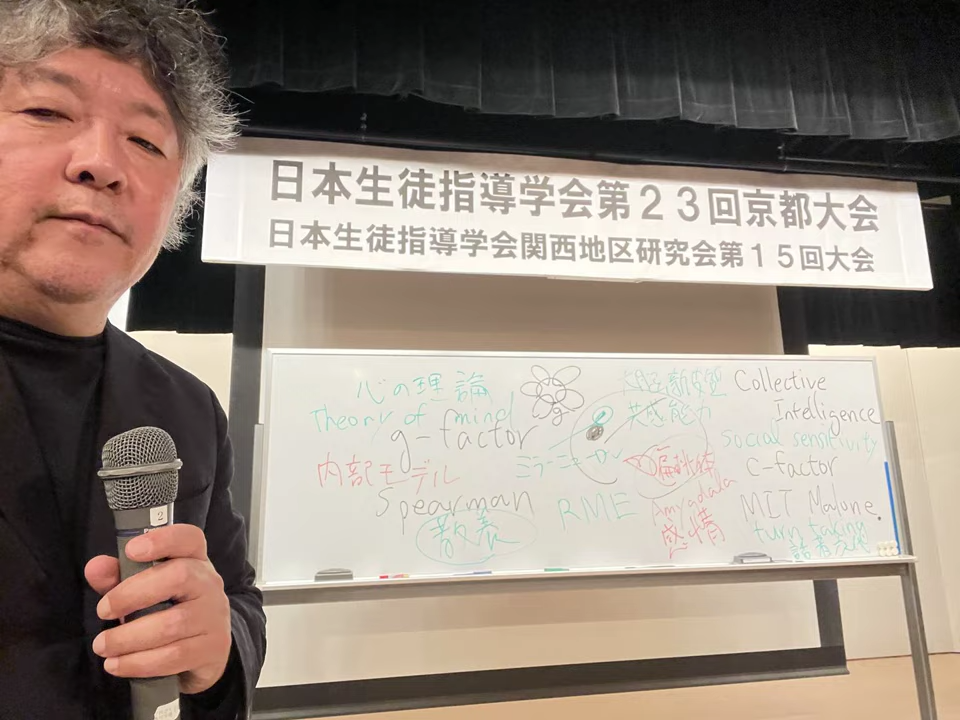 日本生徒指導学会第２３回京都大会
日本生徒指導学会関西地区研究会第１５回大会
心の理論
Theory of mind
g-factor
内部モデル
Spearman
教養
g
ミラーニューロン
RME
共感能力
扁桃体
Amygdala
感情
Collective
Intelligence
Social sensitivity
c-factor
MIT Malone.
turn taking
話者交代
2